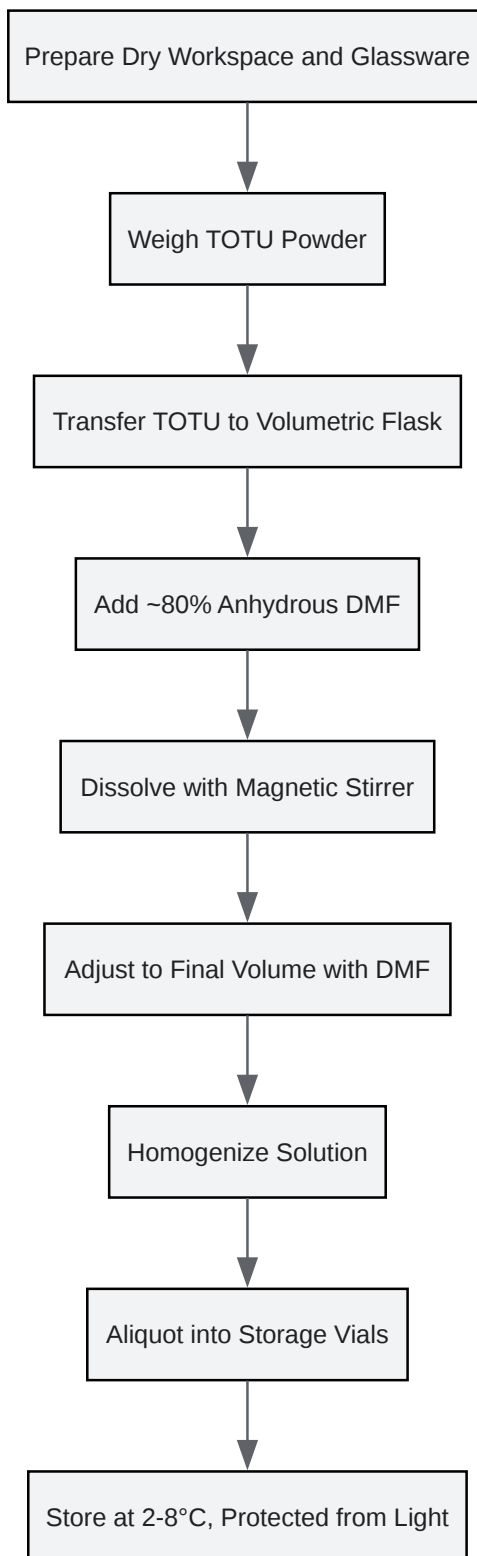 Prepare Dry Workspace and Glassware
Weigh TOTU Powder
Transfer TOTU to Volumetric Flask
Add ~80% Anhydrous DMF
Dissolve with Magnetic Stirrer
Adjust to Final Volume with DMF
Homogenize Solution
Aliquot into Storage Vials
Store at 2-8°C, Protected from Light